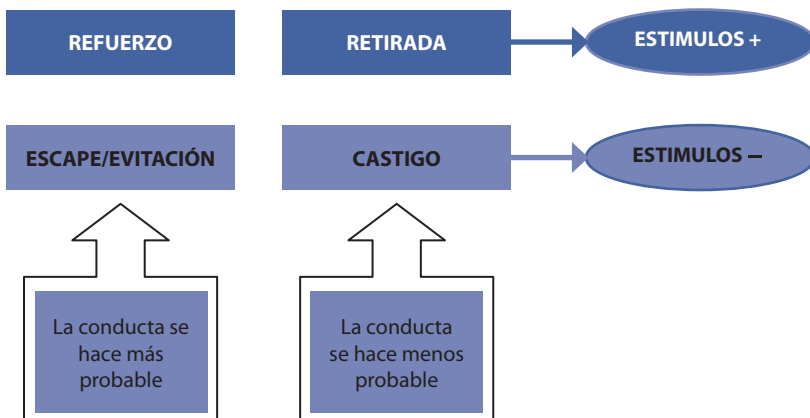 REFUERZO
RETIRADA
ESTIMULOS +
ESCAPE/EVITACIÓN
CASTIGO
ESTIMULOS –
La conducta se
hace más
probable
La conducta
se hace menos
probable